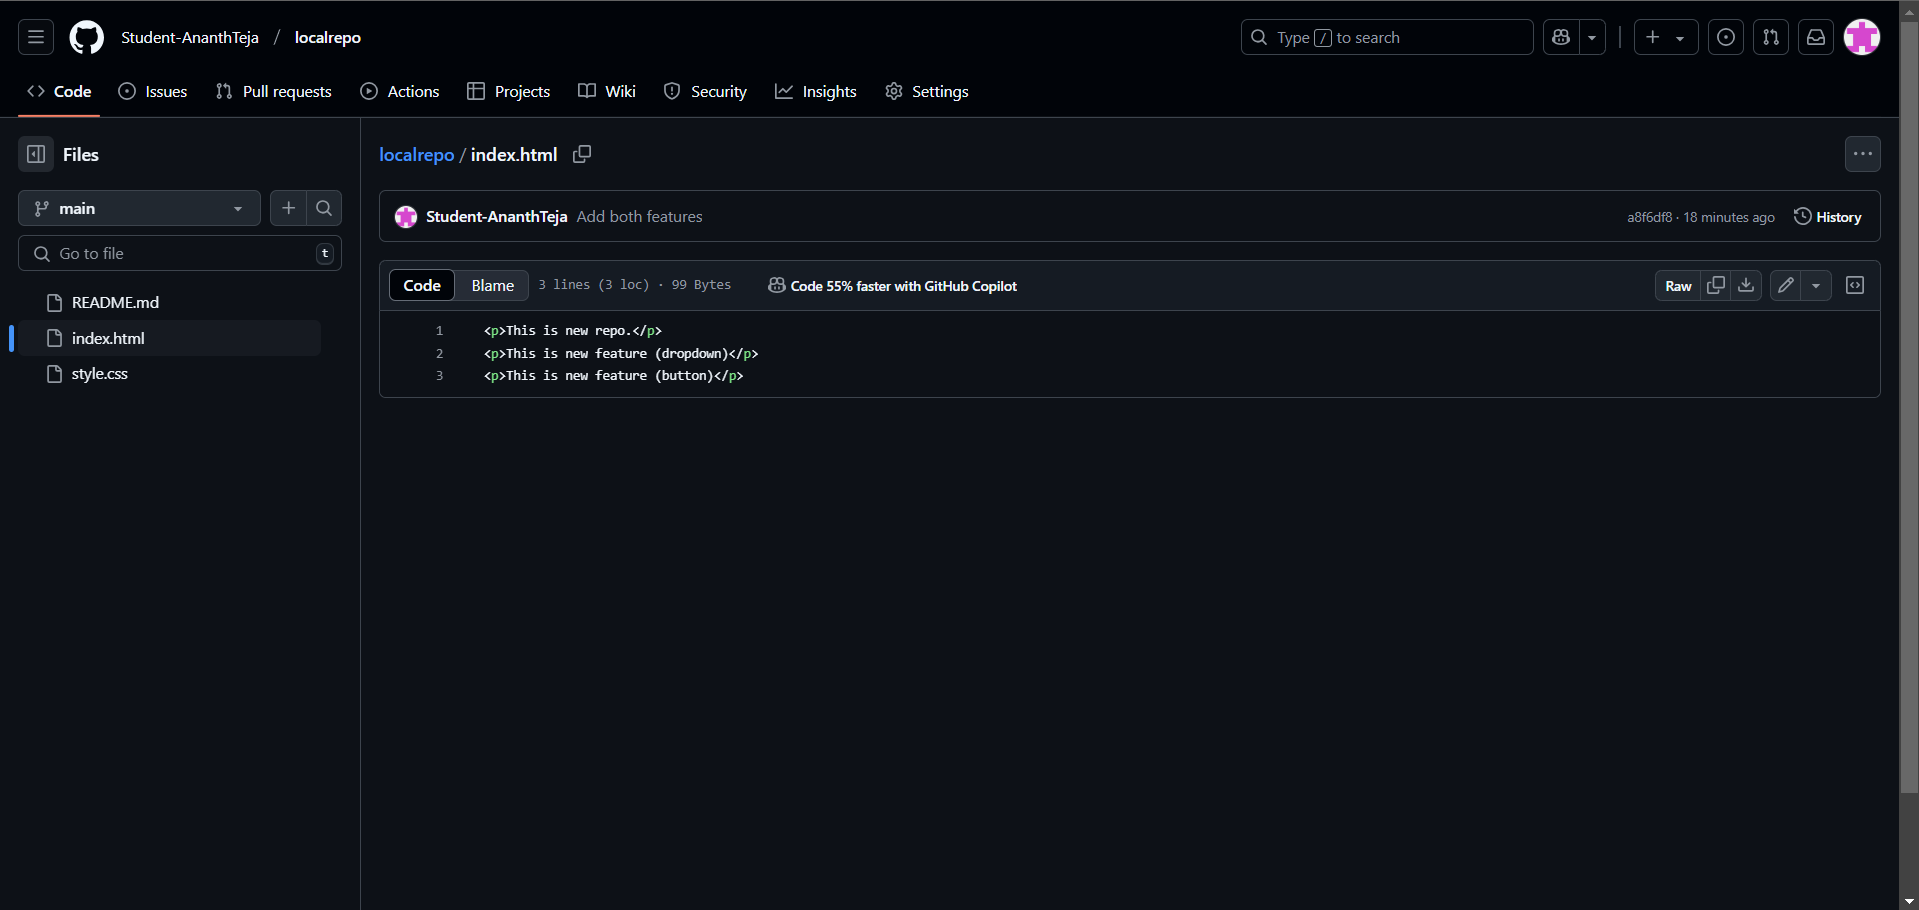 Student-AnanthTeja / localrepo
Type / to search
Code Issues Pull requests Actions Projects Wiki Security Insights Settings
Files
main
Go to file t
README.md
index.html
style.css
localrepo / index.html
Student-AnanthTeja Add both features a8f6df8 · 18 minutes ago History
Code Blame 3 lines (3 loc) · 99 Bytes Code 55% faster with GitHub Copilot Raw
1 <p>This is new repo.</p>
2 <p>This is new feature (dropdown)</p>
3 <p>This is new feature (button)</p>